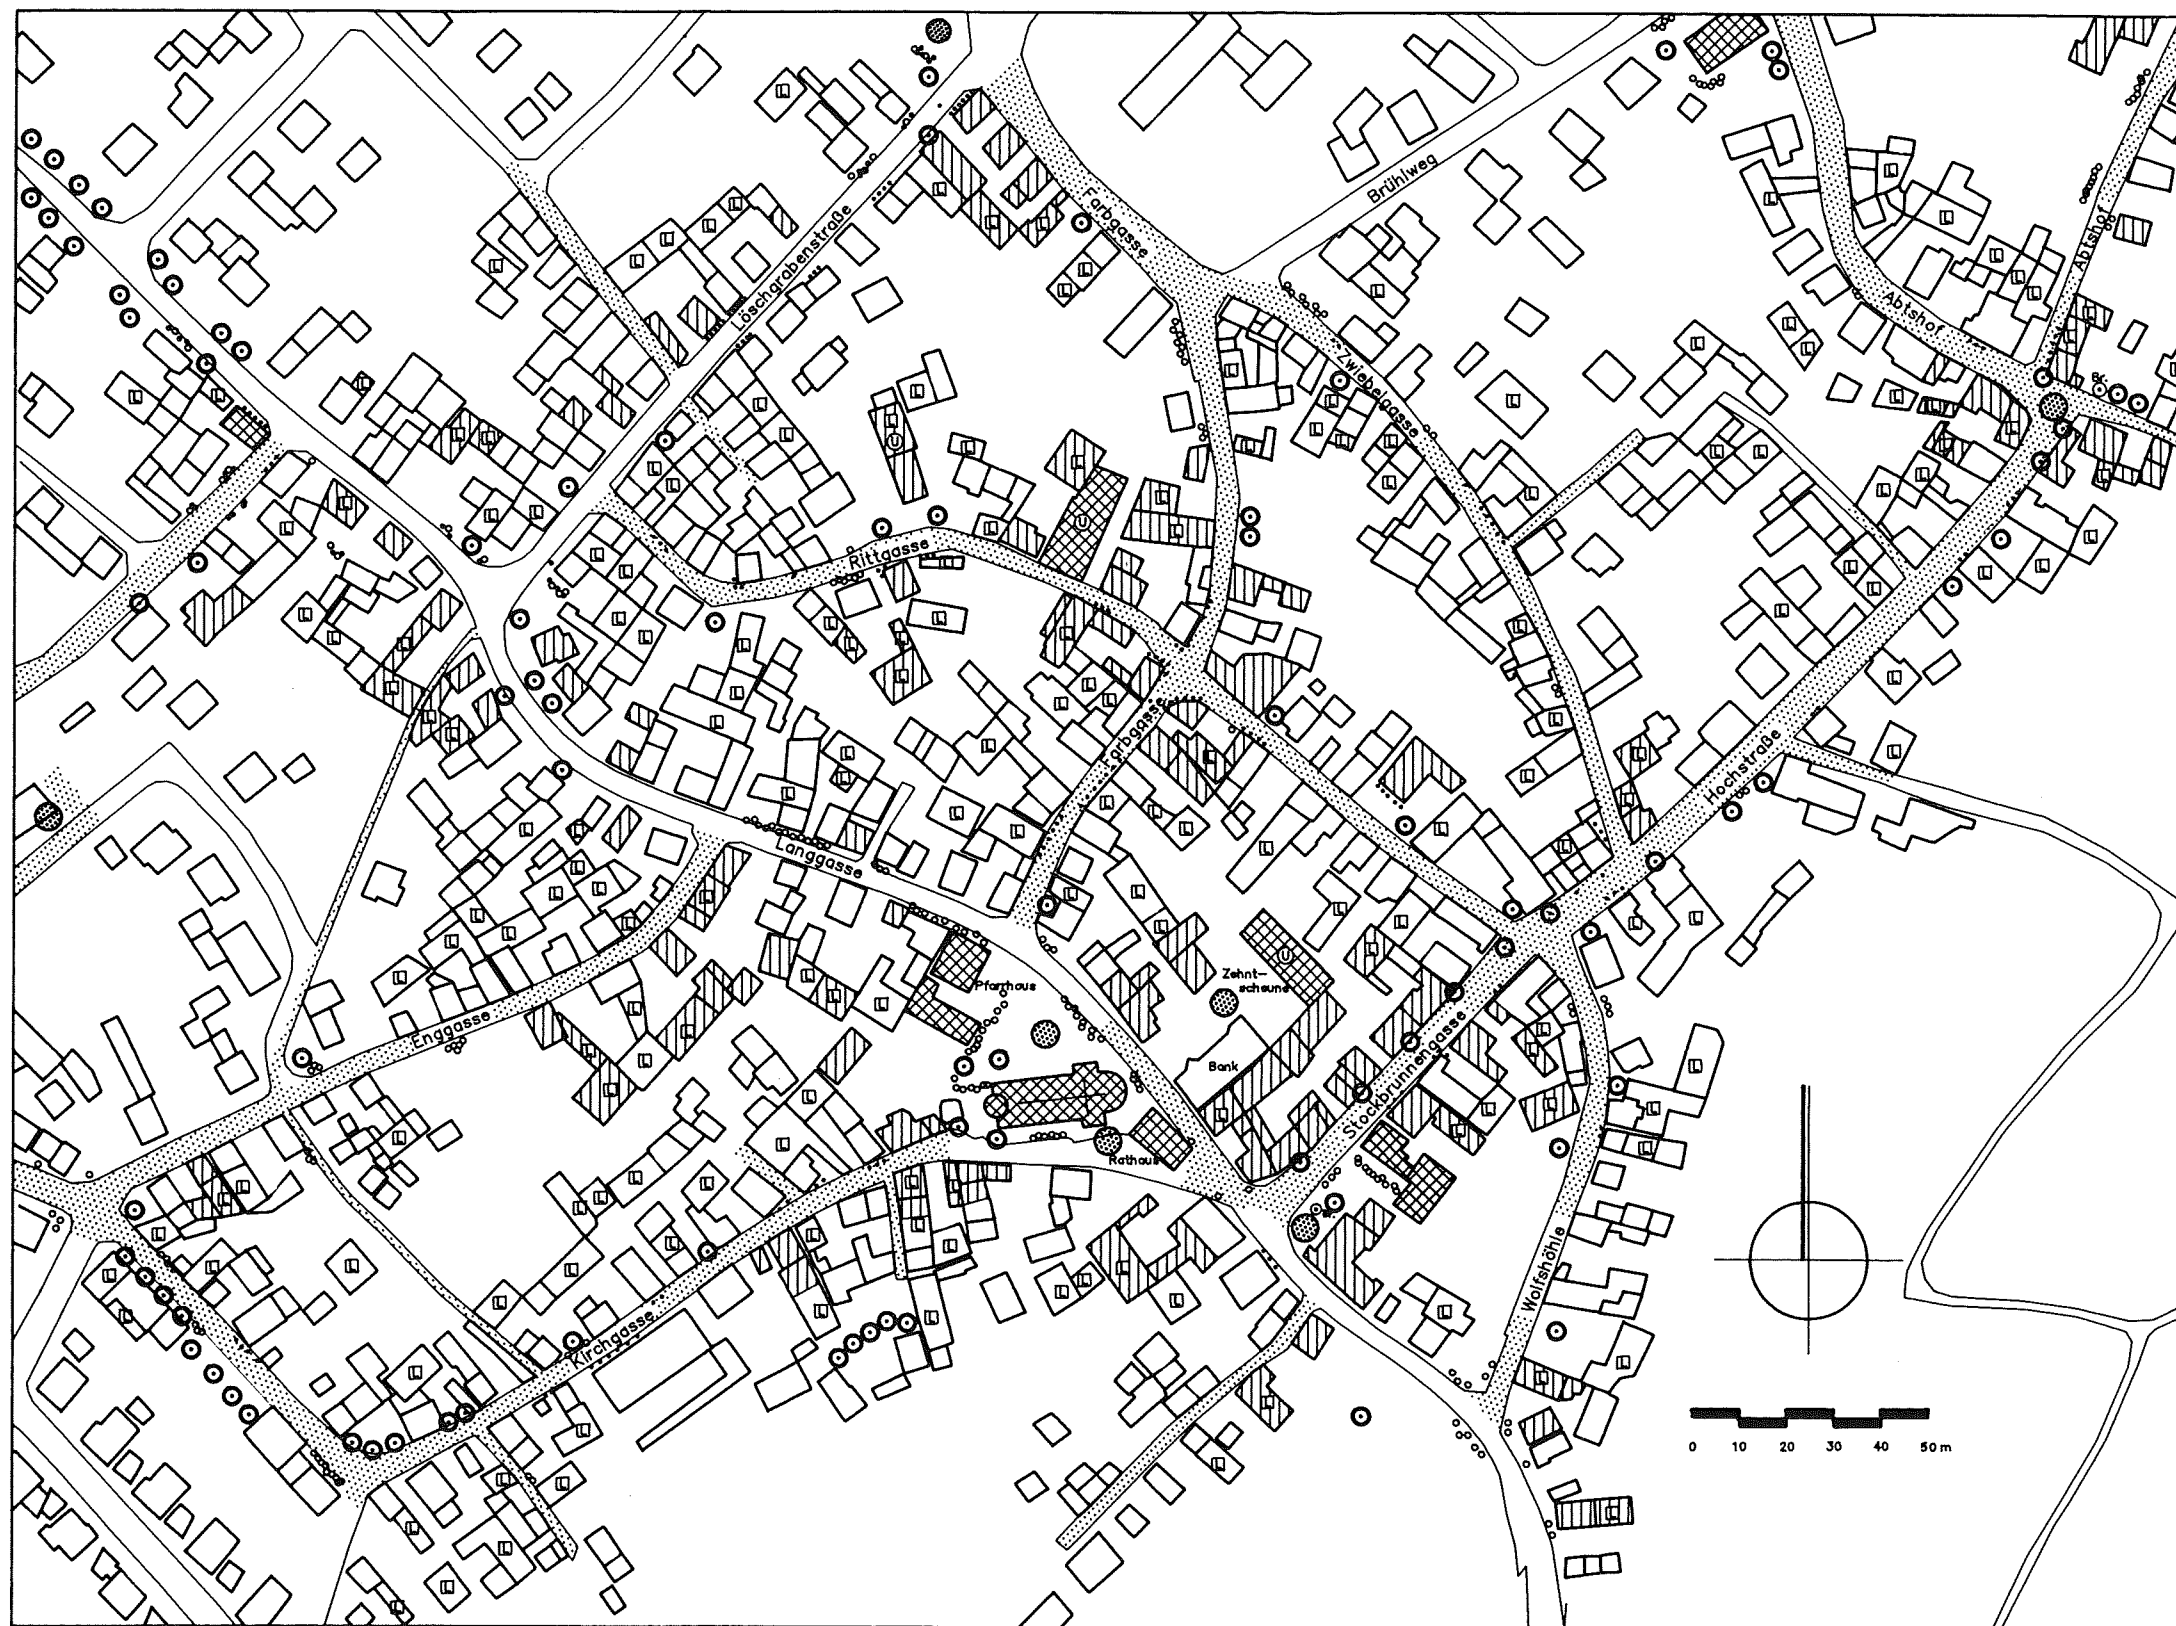 Farbgasse
Brühlweg
Löschgrabenstraße
Abtshof
Abtshof
Zwiebelgasse
Rittgasse
Farbgasse
Hochstraße
Langgasse
Zehnt-
scheune
Pfarrhaus
Enggasse
Bank
Stockbrunnengasse
Rathaus
Wolfshöhle
Kirchgasse
0 10 20 30 40 50 m
U
U
U